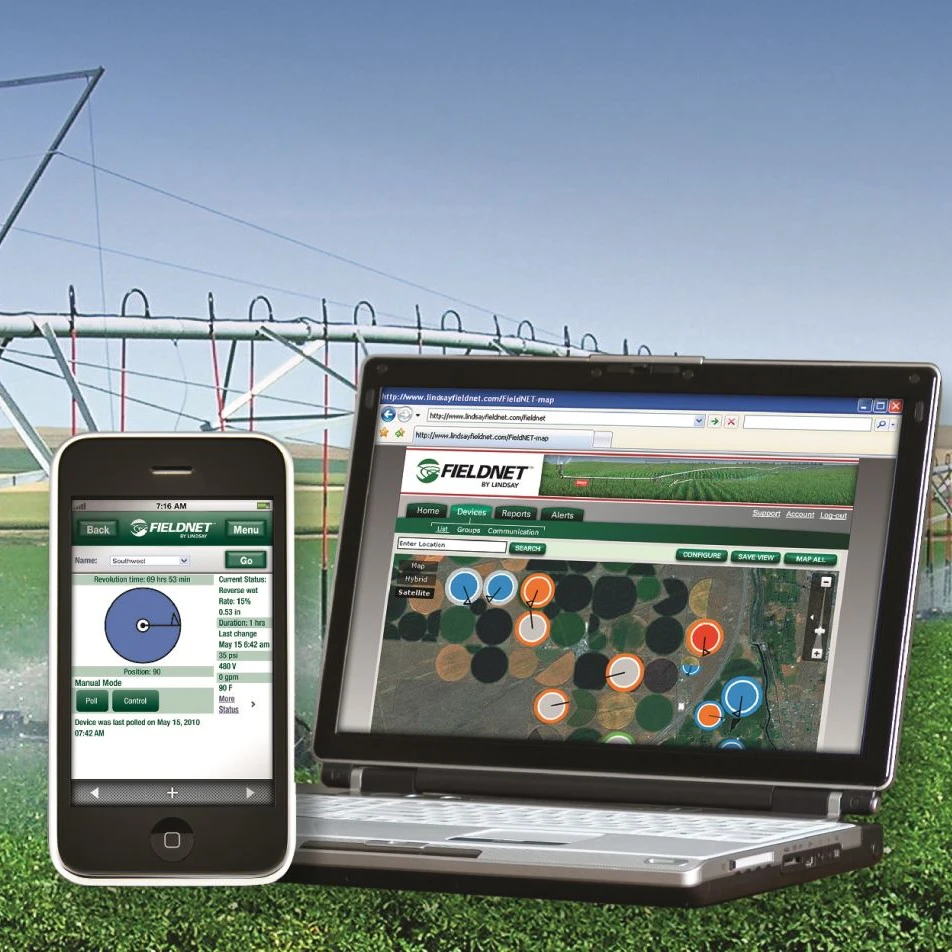 7:16 AM
Back
FIELDNET
BY LINDSAY
Menu
Name:
Southwest
Go
Revolution time: 69 hrs 53 min
Position: 90
Manual Mode
Poll
Control
Device was last polled on May 15, 2010
07:42 AM
Current Status:
Reverse wet
Rate: 15%
0.53 in
Duration: 1 hrs
Last change
May 15 6:42 am
35 psi
480 V
0 gpm
90 F
More
Status
http://www.lindsayfieldnet.com/FieldNET-map
http://www.lindsayfieldnet.com/fieldnet
http://www.lindsayfieldnet.com/FieldNET-map
FIELDNET
BY LINDSAY
Home Devices Reports Alerts
Support Account Log-out
List Groups Communication
Enter Location
SEARCH
CONFIGURE SAVE VIEW MAP ALL
Map
Hybrid
Satellite